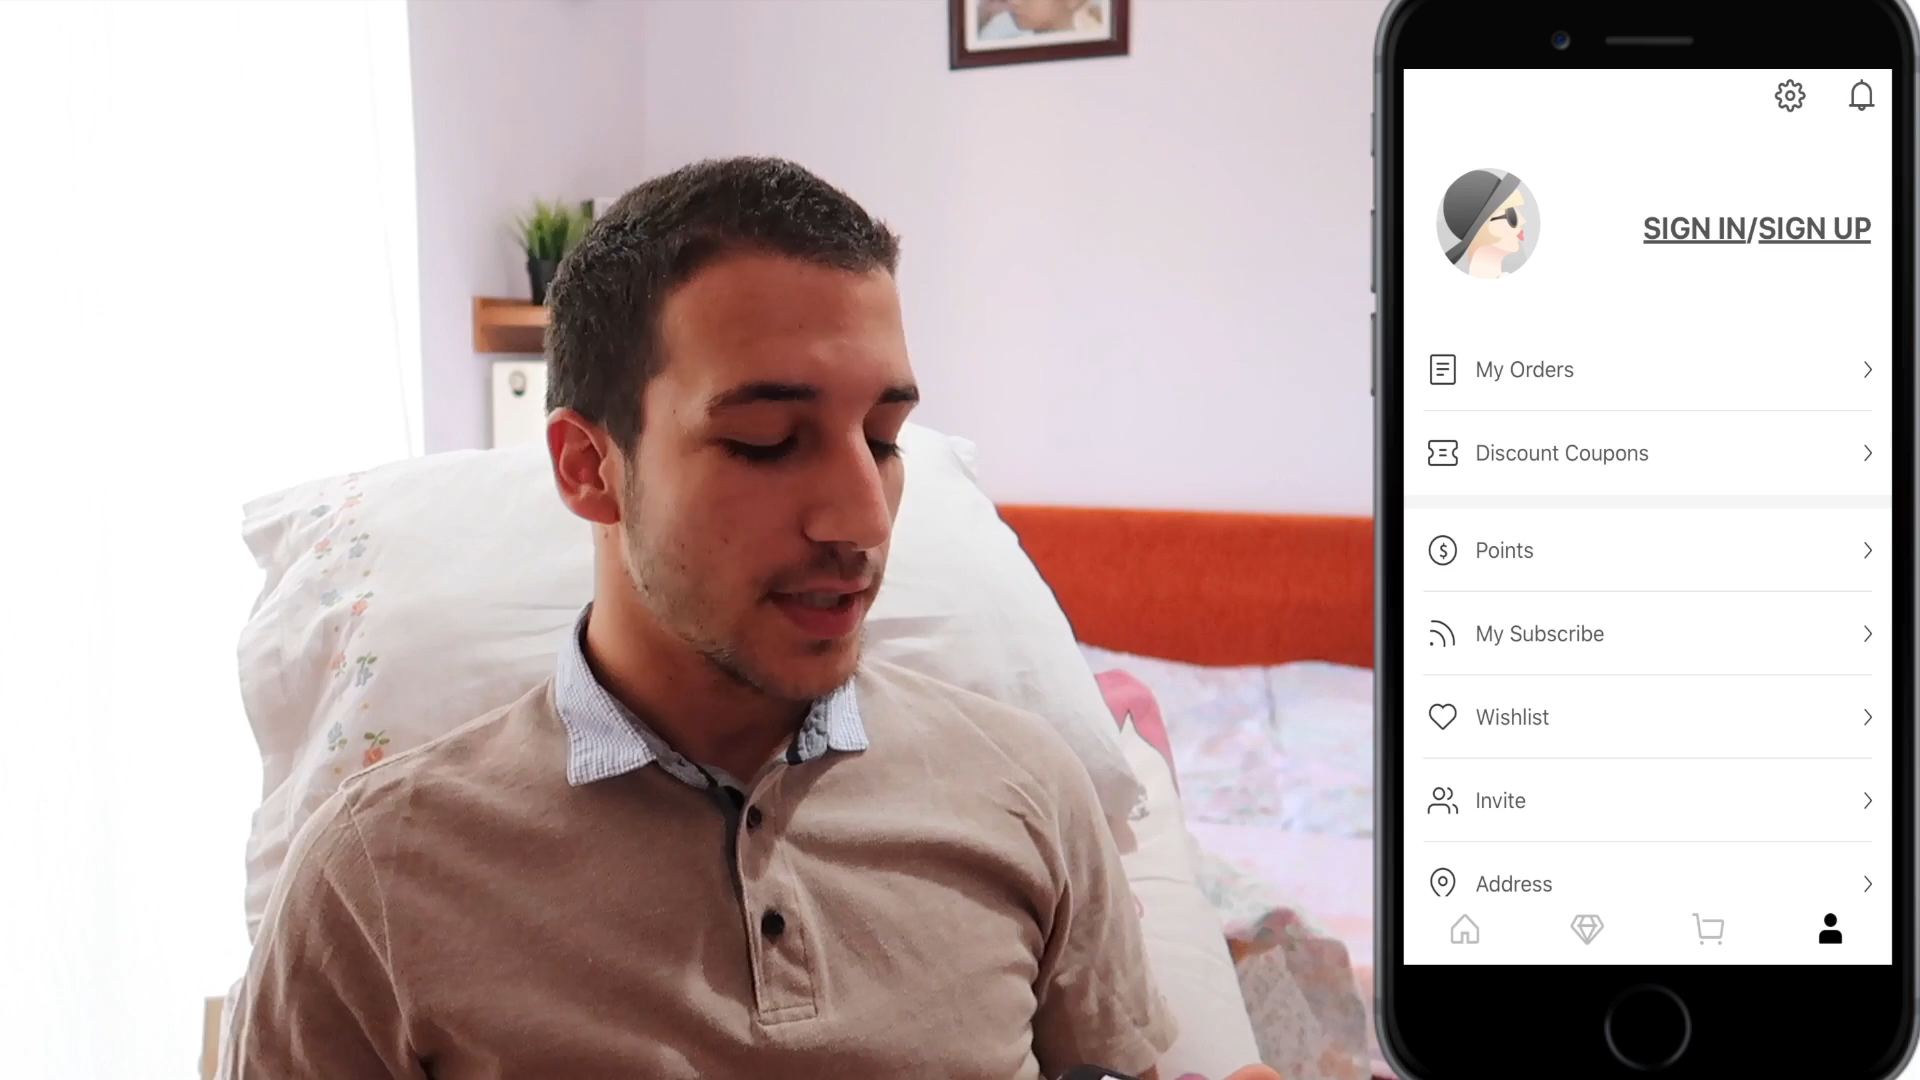 SIGN IN/SIGN UP
My Orders
Discount Coupons
Points
My Subscribe
Wishlist
Invite
Address